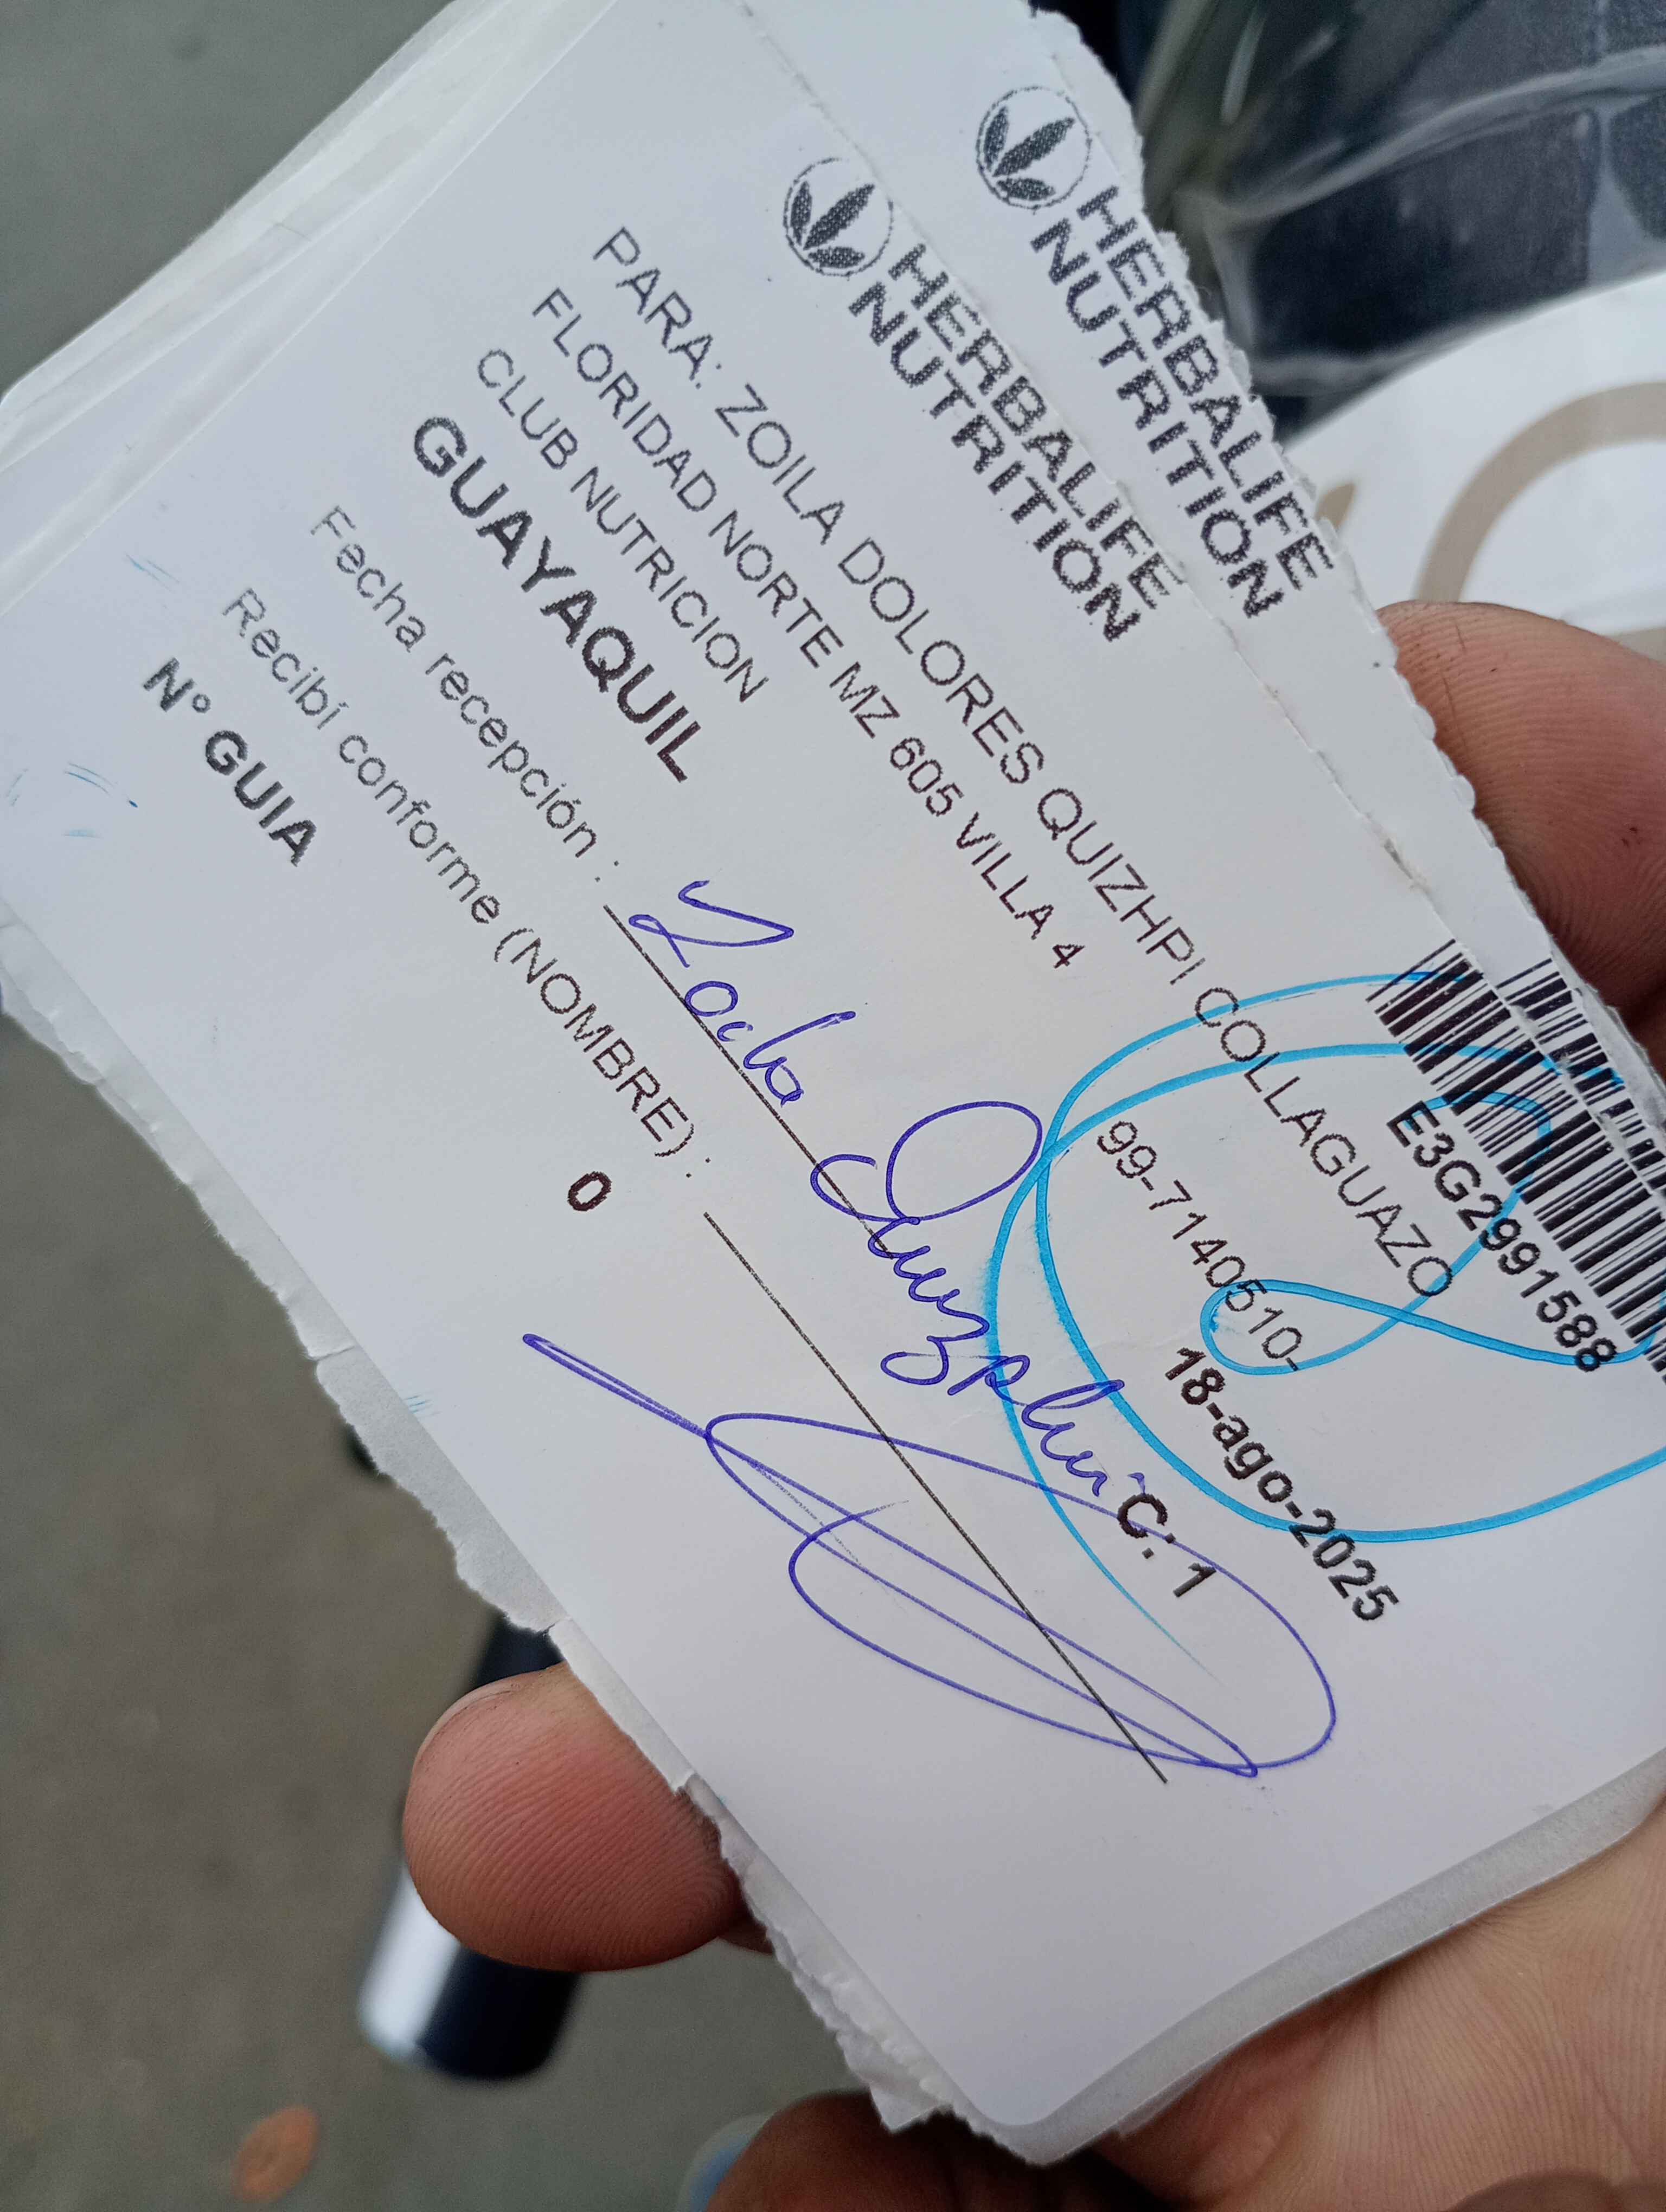 HERBALIFE
NUTRITION
HERBALIFE
NUTRITION
E3G2991588
PARA: ZOILA DOLORES QUIZHPI COLLAGUAZO
FLORIDAD NORTE MZ 605 VILLA 4
99-7140510-
CLUB NUTRICION
18-ago-2025
GUAYAQUIL
C: 1
Fecha recepción :
Recibí conforme (NOMBRE) :
Nº GUIA
0